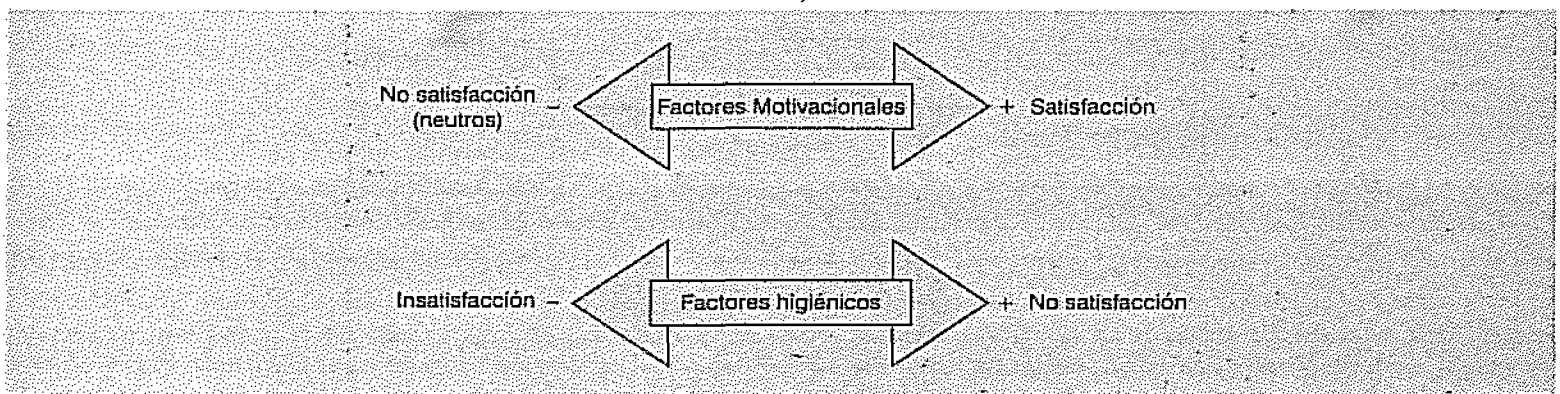 No satisfacción
(neutros)
–
Factores Motivacionales
+ Satisfacción
Insatisfacción –
Factores higiénicos
+ No satisfacción